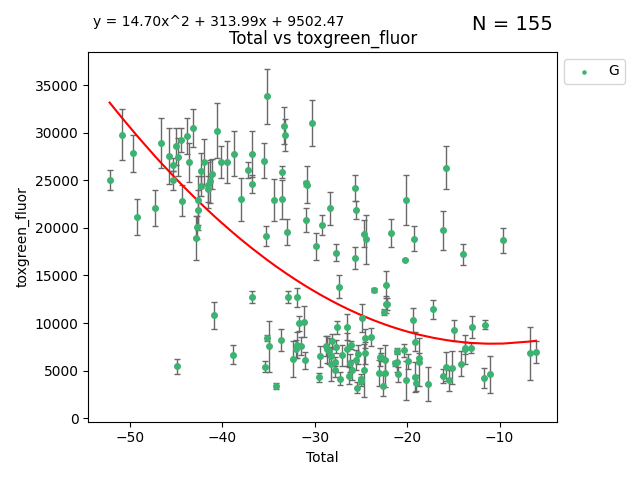 y = 14.70x^2 + 313.99x + 9502.47
N = 155
Total vs toxgreen_fluor
G
toxgreen_fluor
35000
30000
25000
20000
15000
10000
5000
0
−50
−40
−30
−20
−10
Total